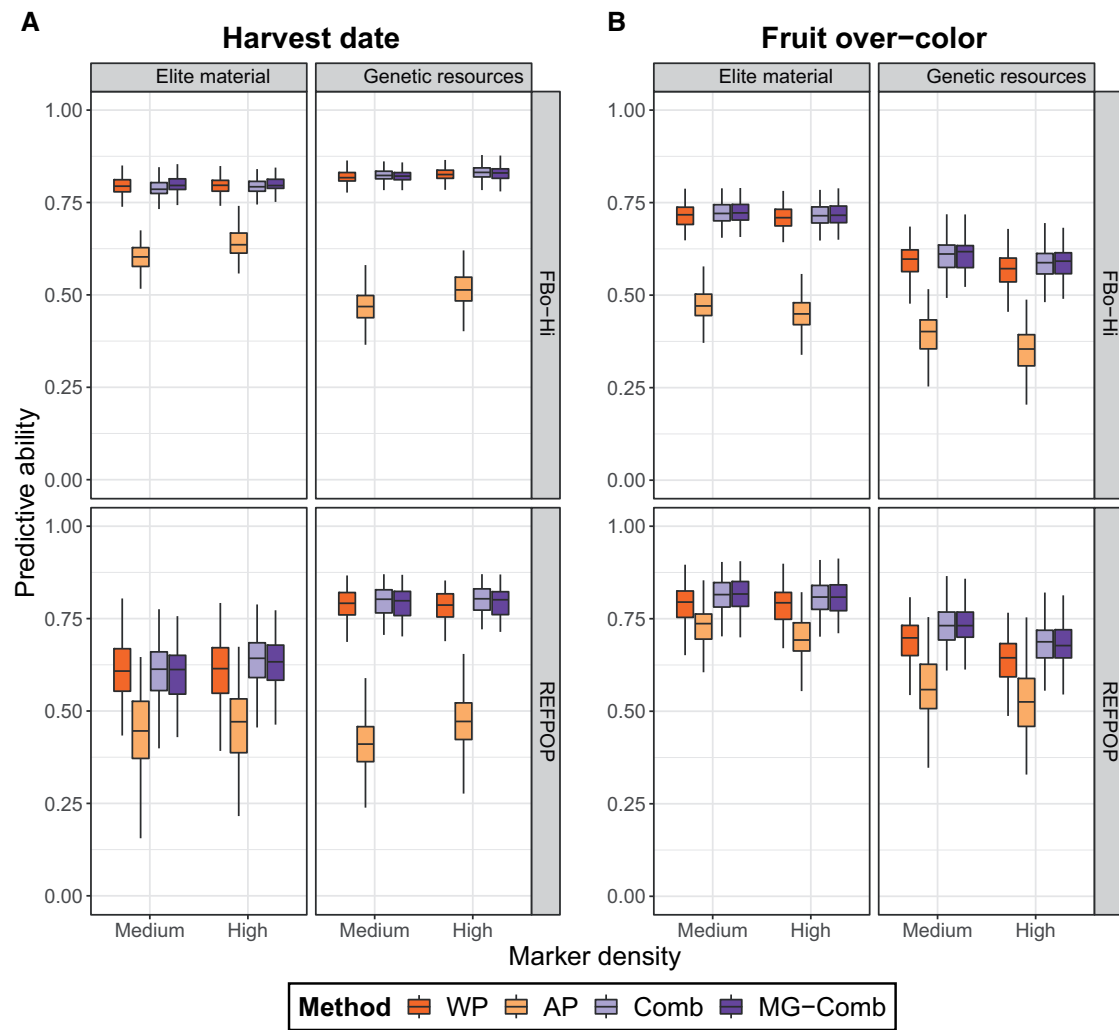 A
Harvest date
B
Fruit over−color
Elite material
Genetic resources
Elite material
Genetic resources
1.00
0.75
0.50
0.25
0.00
FBo−Hi
1.00
0.75
0.50
0.25
0.00
FBo−Hi
Predictive ability
1.00
0.75
0.50
0.25
0.00
REFPOP
1.00
0.75
0.50
0.25
0.00
REFPOP
Medium High
Medium High
Medium High
Medium High
Marker density
Method WP AP Comb MG−Comb